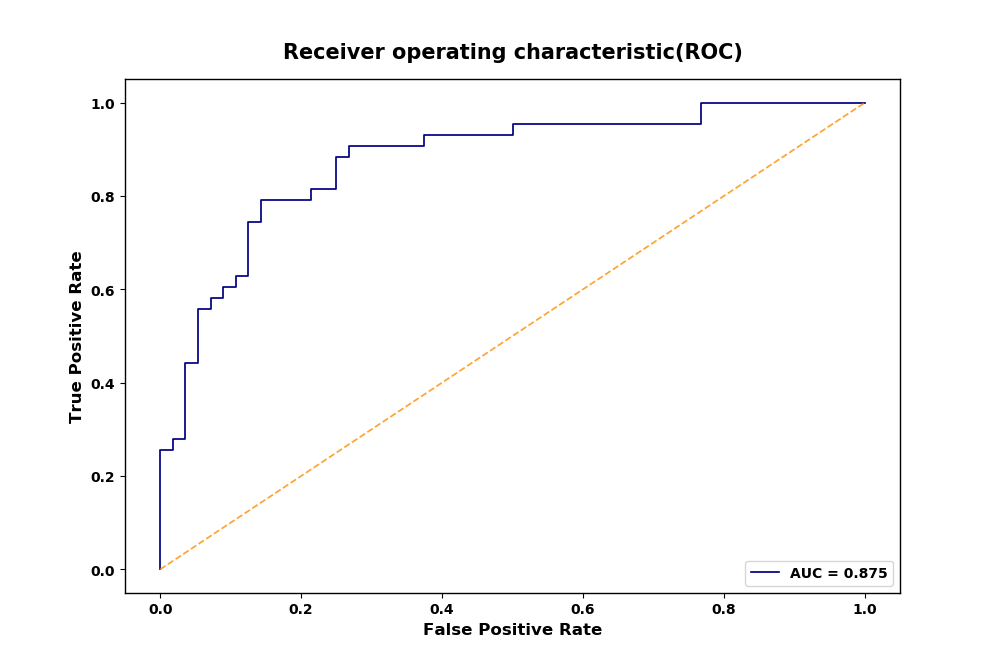 Receiver operating characteristic(ROC)
1.0
0.8
0.6
0.4
0.2
0.0
True Positive Rate
0.0 0.2 0.4 0.6 0.8 1.0
False Positive Rate
AUC = 0.875